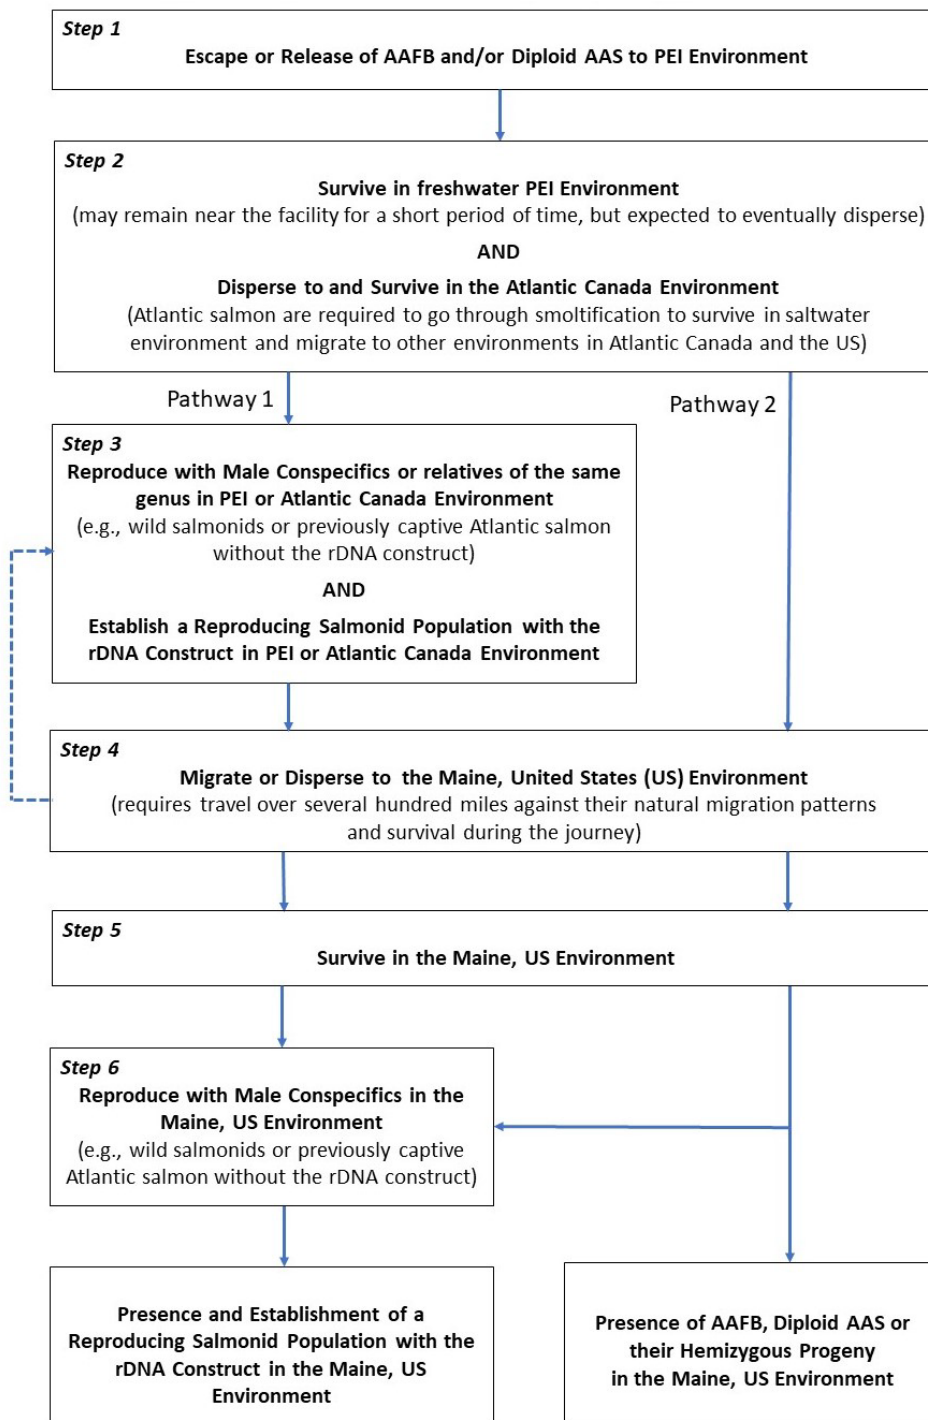 Step 1
Escape or Release of AAFB and/or Diploid AAS to PEI Environment
Step 2
Survive in freshwater PEI Environment
(may remain near the facility for a short period of time, but expected to eventually disperse)
AND
Disperse to and Survive in the Atlantic Canada Environment
(Atlantic salmon are required to go through smoltification to survive in saltwater
environment and migrate to other environments in Atlantic Canada and the US)
Pathway 1
Pathway 2
Step 3
Reproduce with Male Conspecifics or relatives of the same
genus in PEI or Atlantic Canada Environment
(e.g., wild salmonids or previously captive Atlantic salmon
without the rDNA construct)
AND
Establish a Reproducing Salmonid Population with the
rDNA Construct in PEI or Atlantic Canada Environment
Step 4
Migrate or Disperse to the Maine, United States (US) Environment
(requires travel over several hundred miles against their natural migration patterns
and survival during the journey)
Step 5
Survive in the Maine, US Environment
Step 6
Reproduce with Male Conspecifics in the
Maine, US Environment
(e.g., wild salmonids or previously captive
Atlantic salmon without the rDNA construct)
Presence and Establishment of a
Reproducing Salmonid Population with the
rDNA Construct in the Maine, US
Environment
Presence of AAFB, Diploid AAS or
their Hemizygous Progeny
in the Maine, US Environment